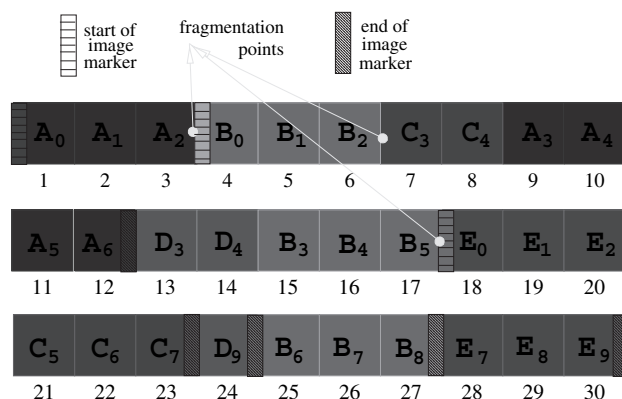 start of
image
marker
fragmentation
points
end of
image
marker
A0 A1 A2 B0 B1 B2 C3 C4 A3 A4
1 2 3 4 5 6 7 8 9 10
A5 A6 D3 D4 B3 B4 B5 E0 E1 E2
11 12 13 14 15 16 17 18 19 20
C5 C6 C7 D9 B6 B7 B8 E7 E8 E9
21 22 23 24 25 26 27 28 29 30